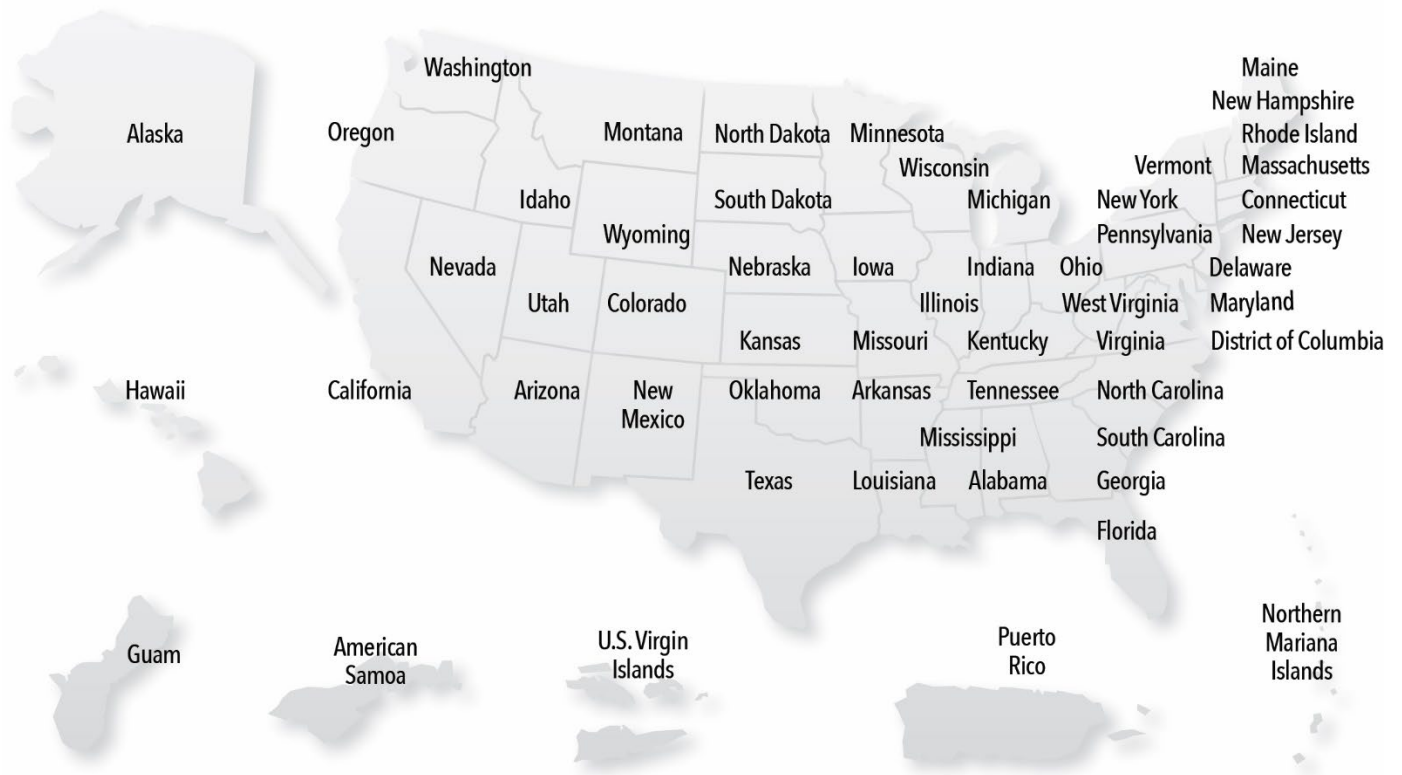 Washington
Maine
New Hampshire
Alaska
Oregon
Montana
North Dakota
Minnesota
Rhode Island
Wisconsin
Vermont
Massachusetts
Idaho
South Dakota
Michigan
New York
Connecticut
Wyoming
Pennsylvania
New Jersey
Nevada
Nebraska
Iowa
Indiana
Ohio
Delaware
Utah
Colorado
Illinois
West Virginia
Maryland
Kansas
Missouri
Kentucky
Virginia
District of Columbia
Hawaii
California
Arizona
New
Mexico
Oklahoma
Arkansas
Tennessee
North Carolina
Mississippi
South Carolina
Texas
Louisiana
Alabama
Georgia
Florida
Guam
American
Samoa
U.S. Virgin
Islands
Puerto
Rico
Northern
Mariana
Islands